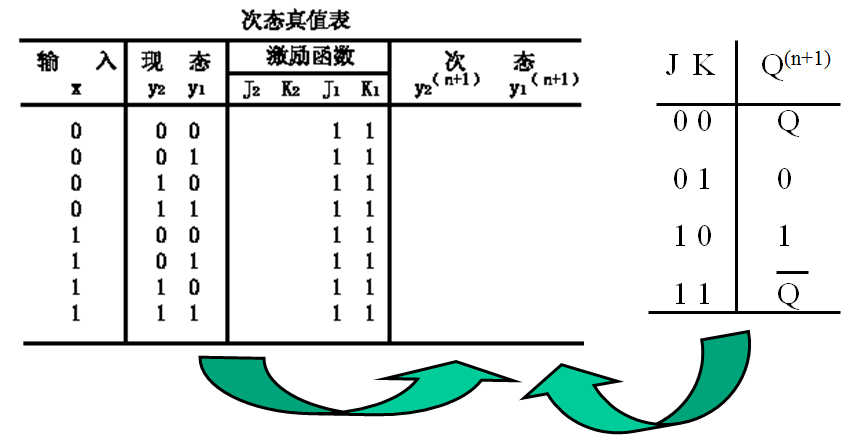 次态真值表
输 入 现 态 激励函数 次 态
x y₂ y₁ J₂ K₂ J₁ K₁ y₂⁽ⁿ⁺¹⁾ y₁⁽ⁿ⁺¹⁾
0 0 0 1 1
0 0 1 1 1
0 1 0 1 1
0 1 1 1 1
1 0 0 1 1
1 0 1 1 1
1 1 0 1 1
1 1 1 1 1
J K Q⁽ⁿ⁺¹⁾
0 0 Q
0 1 0
1 0 1
1 1 Q̅